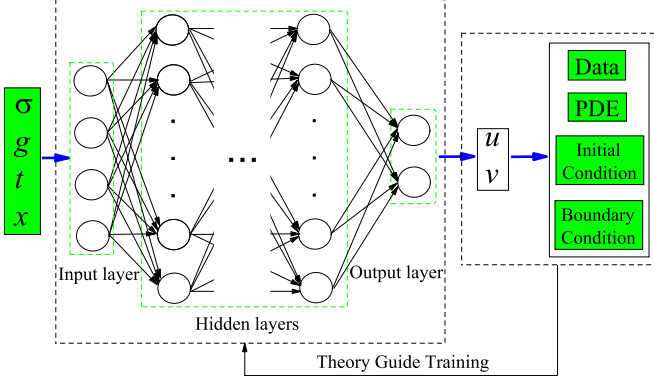 σ
g
t
x
Input layer
...
Hidden layers
Output layer
u
v
Data
PDE
Initial
Condition
Boundary
Condition
Theory Guide Training